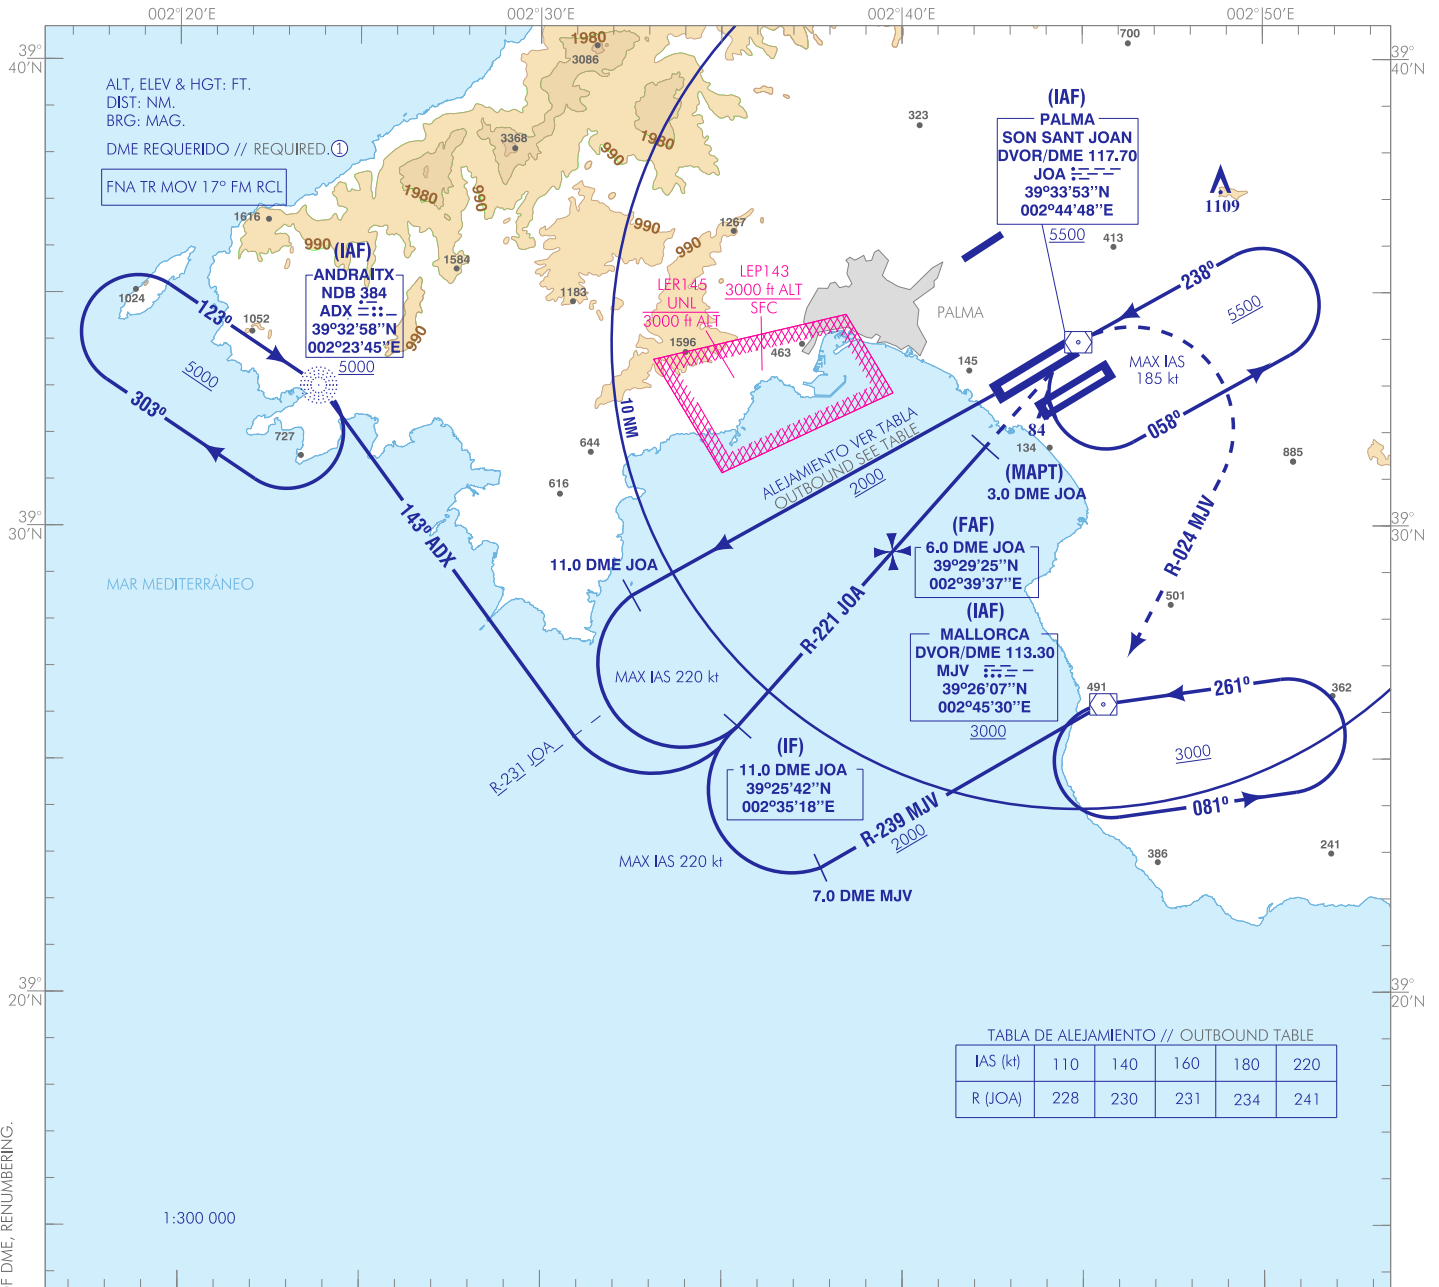 002°20'E
002°30'E
002°40'E
002°50'E
39°
40'N
39°
40'N
ALT, ELEV & HGT: FT.
DIST: NM.
BRG: MAG.
DME REQUERIDO // REQUIRED. 1
FNA TR MOV 17° FM RCL
1980
3086
3368
1980
990
1980
990
990
1616
990
1584
1267
990
990
1183
990
323
700
(IAF)
PALMA
SON SANT JOAN
DVOR/DME 117.70
JOA
39°33'53''N
002°44'48''E
5500
1109
413
(IAF)
ANDRAITX
NDB 384
ADX
39°32'58''N
002°23'45''E
5000
1024
1052
123º
5000
303º
727
LER145
UNL
3000 ft ALT
LEP143
3000 ft ALT
SFC
1596
463
PALMA
145
238º
5500
MAX IAS
185 kt
058º
84
134
10 NM
644
616
143º ADX
ALEJAMIENTO VER TABLA
OUTBOUND SEE TABLE
2000
(MAPT)
3.0 DME JOA
885
39°
30'N
39°
30'N
(FAF)
6.0 DME JOA
39°29'25''N
002°39'37''E
R-024 MJV
501
MAR MEDITERRÁNEO
11.0 DME JOA
R-221 JOA
(IAF)
MALLORCA
DVOR/DME 113.30
MJV
39°26'07''N
002°45'30''E
3000
MAX IAS 220 kt
491
261º
362
3000
081º
R-231 JOA
(IF)
11.0 DME JOA
39°25'42''N
002°35'18''E
R-239 MJV
2000
MAX IAS 220 kt
7.0 DME MJV
386
241
39°
20'N
39°
20'N
TABLA DE ALEJAMIENTO // OUTBOUND TABLE
IAS (kt) 110 140 160 180 220
R (JOA) 228 230 231 234 241
1:300 000
OF DME, RENUMBERING.